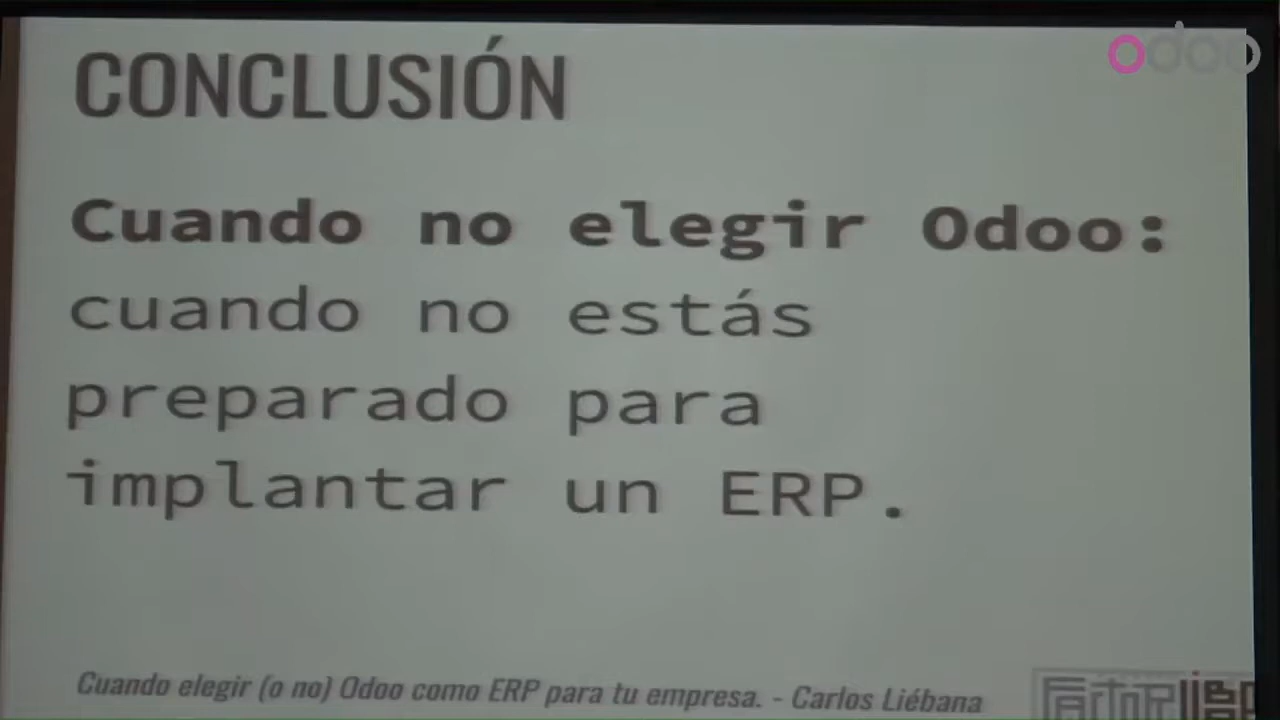 odoo
CONCLUSIÓN
Cuando no elegir Odoo:
cuando no estás
preparado para
implantar un ERP.
Cuando elegir (o no) Odoo como ERP para tu empresa. - Carlos Liébana